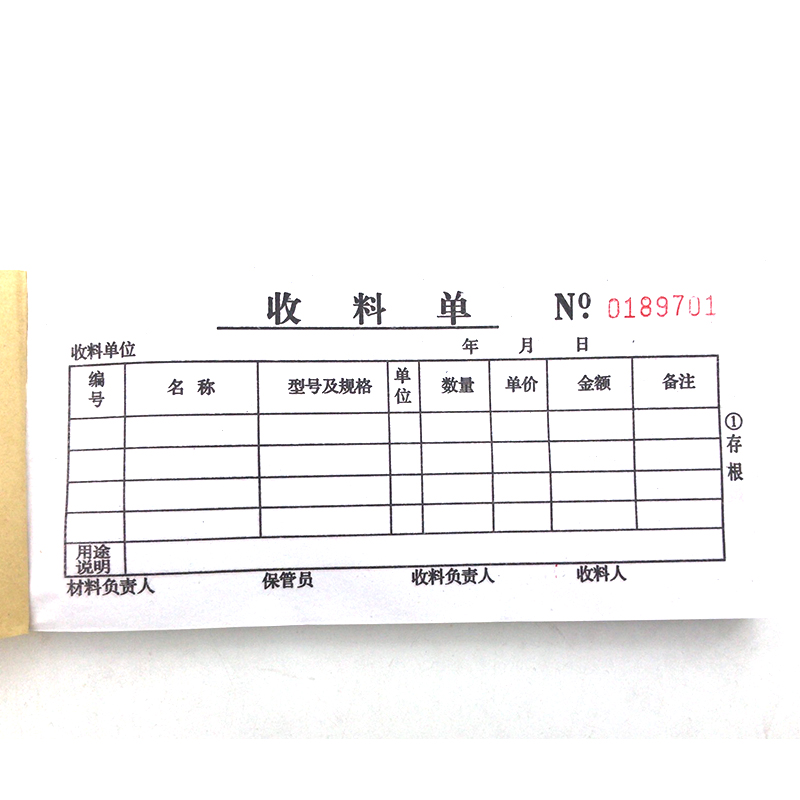 收料单 № 0189701
收料单位 年 月 日
编号 名称 型号及规格 单位 数量 单价 金额 备注
①存根
用途说明
材料负责人 保管员 收料负责人 收料人